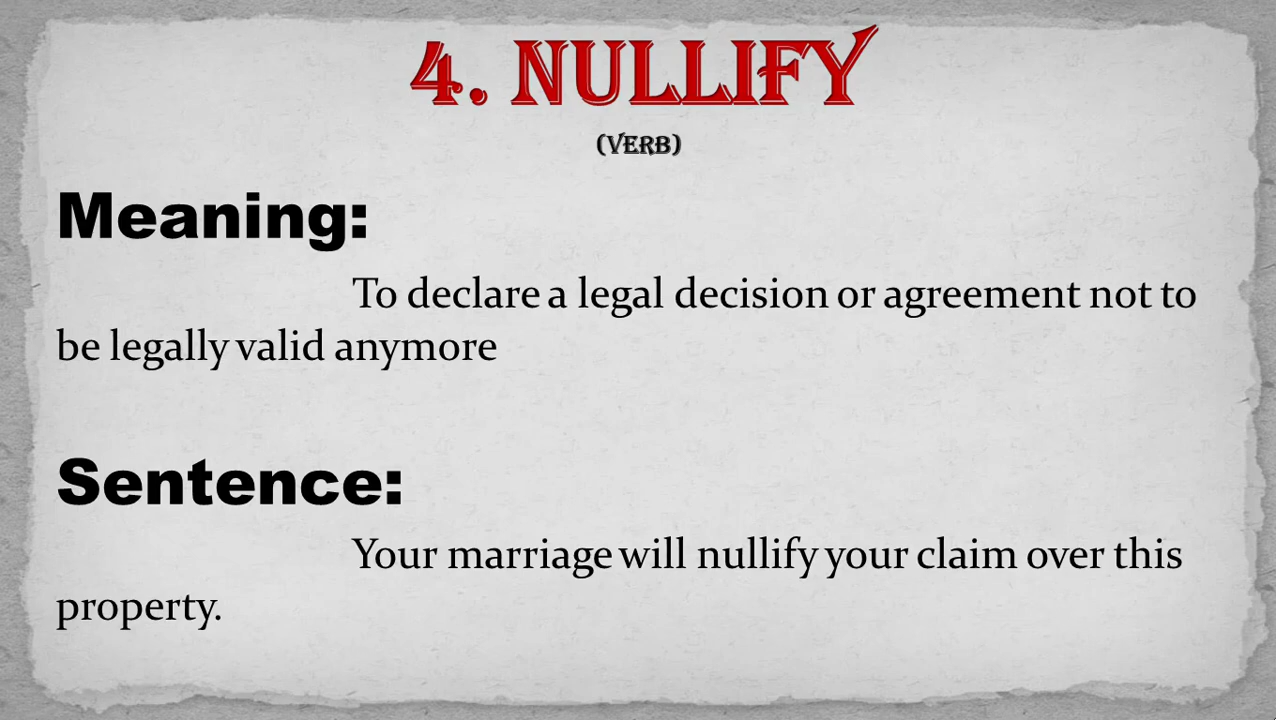 4. NULLIFY
(VERB)
Meaning:
To declare a legal decision or agreement not to
be legally valid anymore
Sentence:
Your marriage will nullify your claim over this
property.